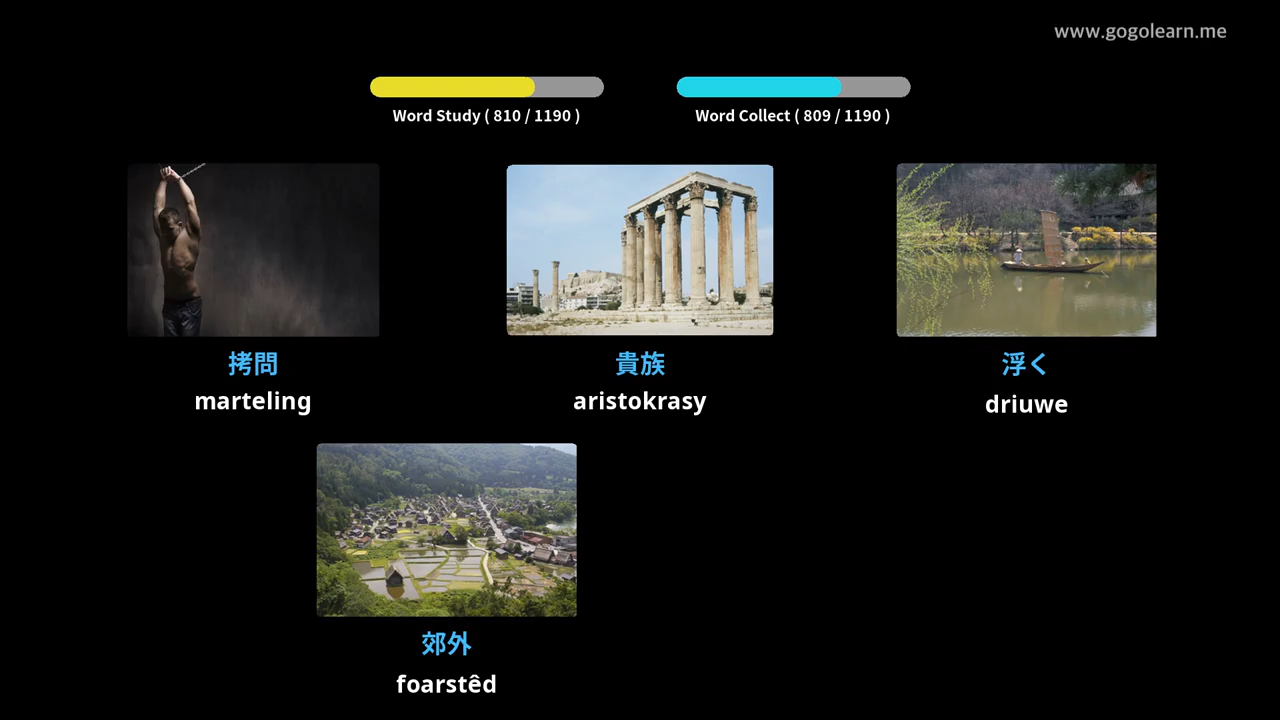 www.gogolearn.me
Word Study ( 810 / 1190 )
Word Collect ( 809 / 1190 )
拷問
marteling
貴族
aristokrasy
浮く
driuwe
郊外
foarstêd